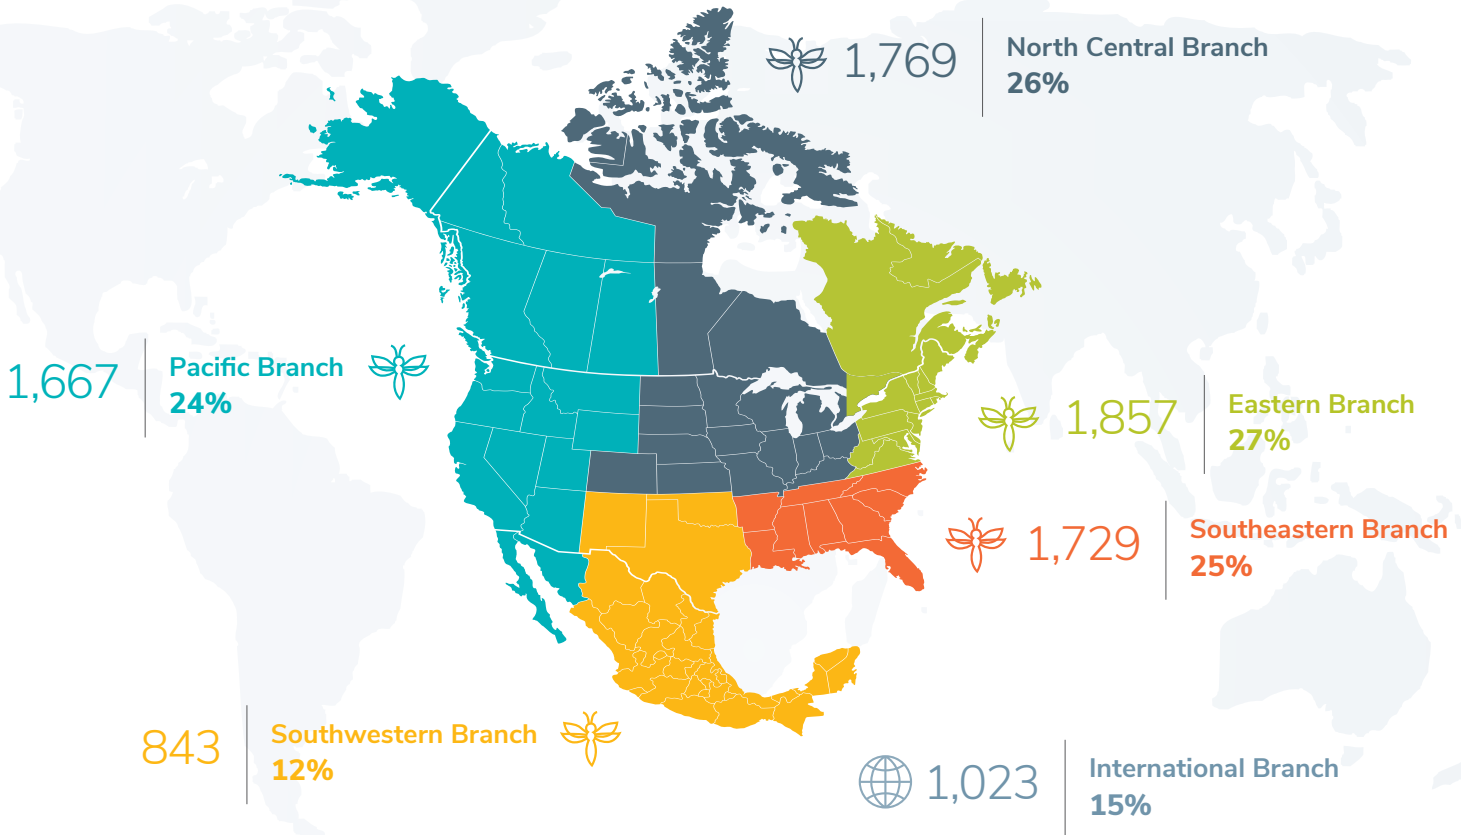 1,769
North Central Branch
26%
1,667
Pacific Branch
24%
1,857
Eastern Branch
27%
1,729
Southeastern Branch
25%
843
Southwestern Branch
12%
1,023
International Branch
15%